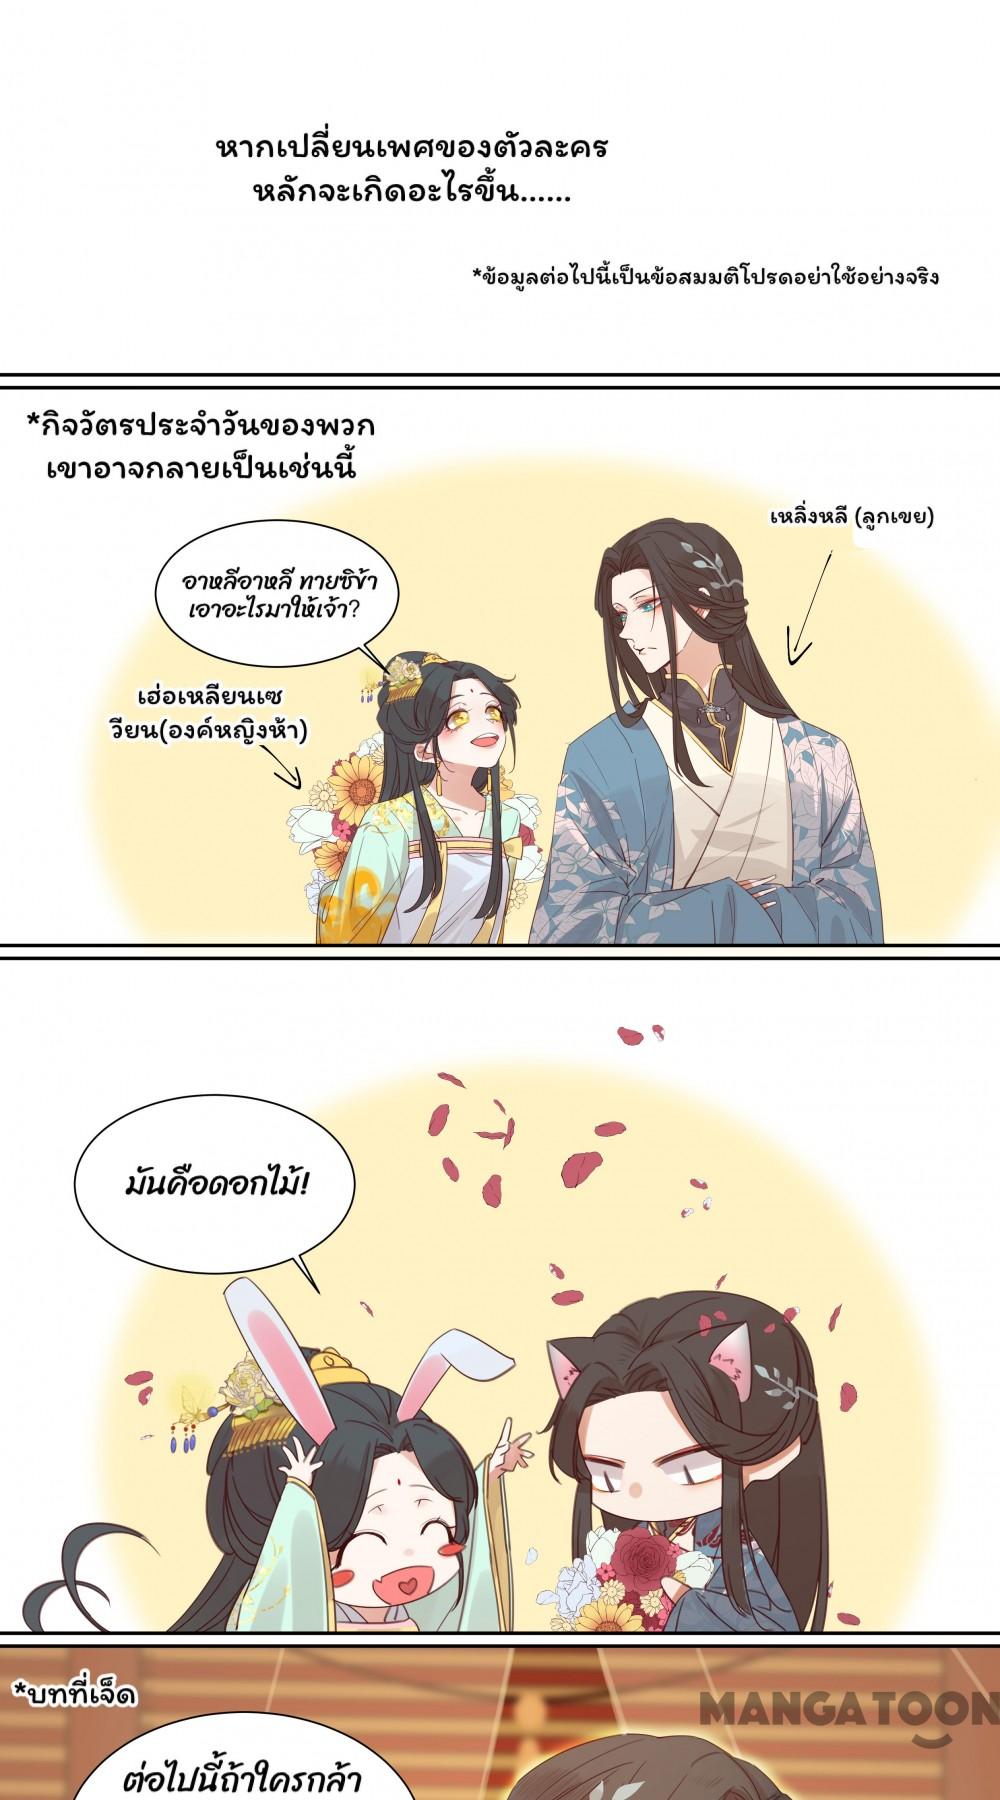 หากเปลี่ยนเพศของตัวละคร
หลักจะเกิดอะไรขึ้น......
*ข้อมูลต่อไปนี้เป็นข้อสมมติโปรดอย่าใช้อย่างจริง
*กิจวัตรประจำวันของพวก
เขาอาจกลายเป็นเช่นนี้
เหลิ่งหลี (ลูกเขย)
อาหลีอาหลี ทายซิข้า
เอาอะไรมาให้เจ้า?
เฮ่อเหลียนเซ
วียน(องค์หญิงห้า)
มันคือดอกไม้!
*บทที่เจ็ด
MANGATOON
ต่อไปนี้ถ้าใครกล้า